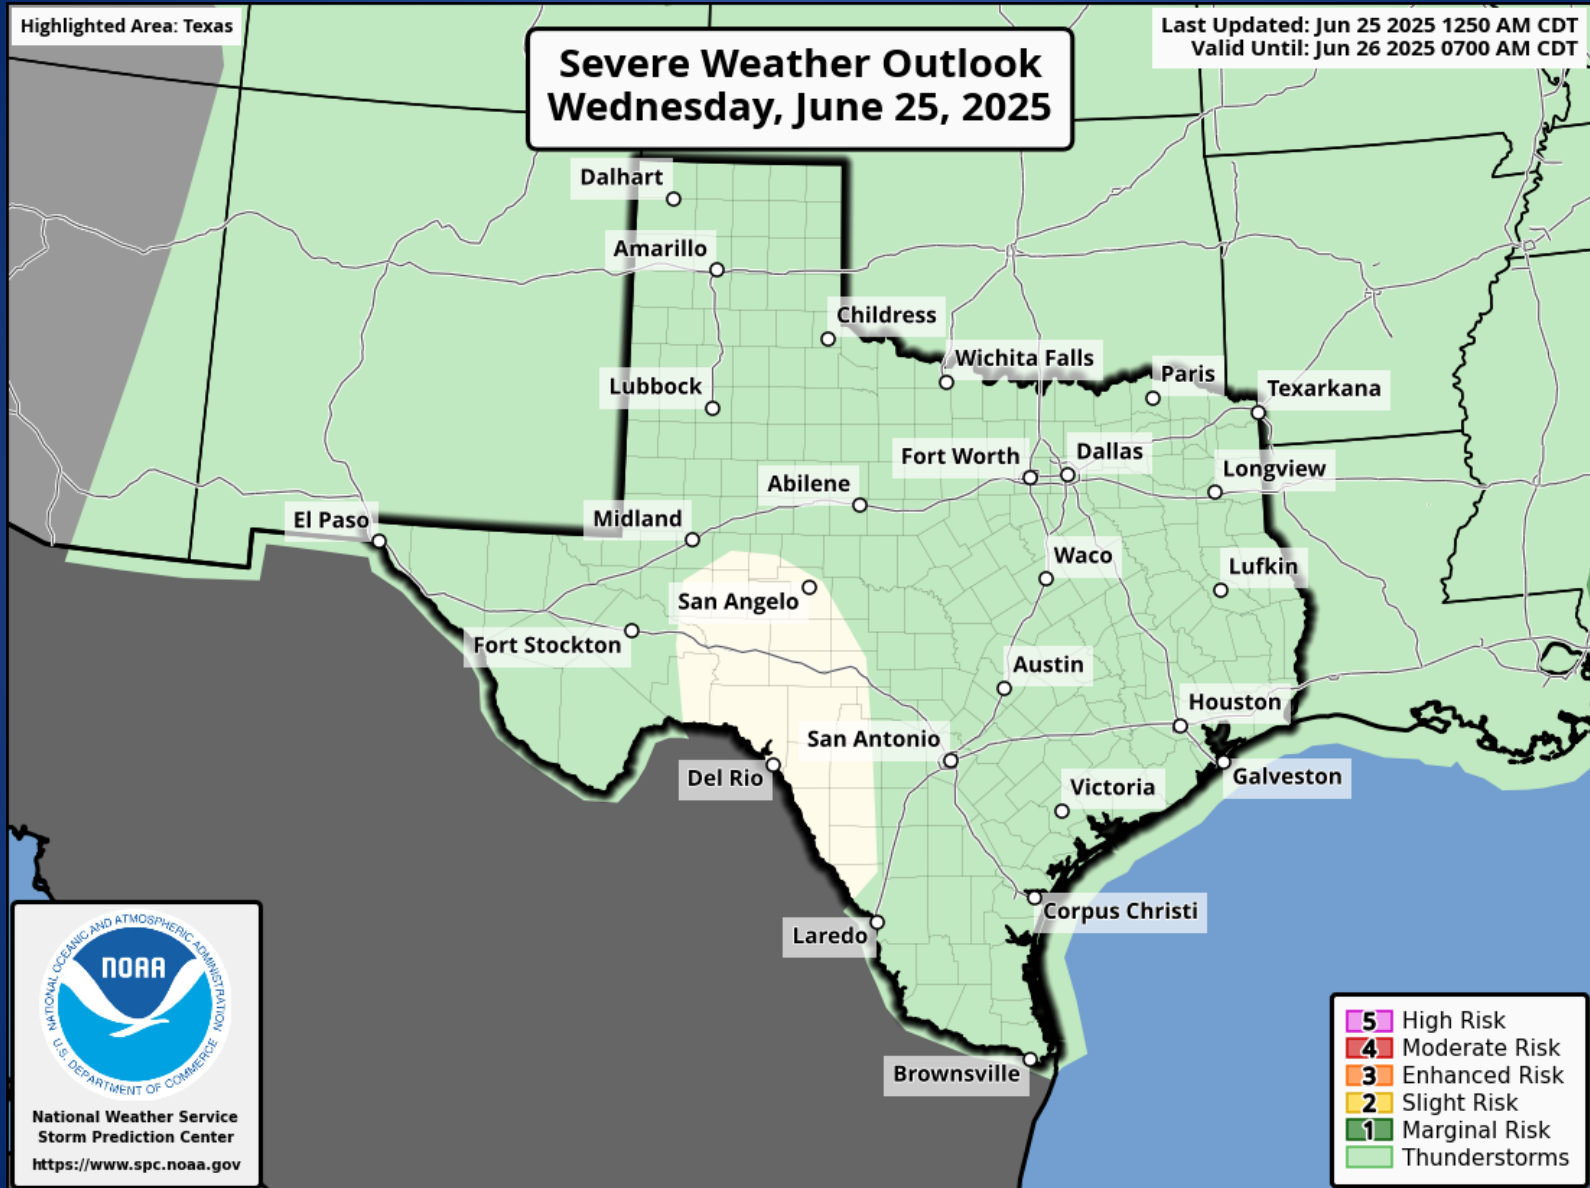 Highlighted Area: Texas
Last Updated: Jun 25 2025 1250 AM CDT
Valid Until: Jun 26 2025 0700 AM CDT
Severe Weather Outlook
Wednesday, June 25, 2025
Dalhart
Amarillo
Childress
Wichita Falls
Paris
Texarkana
Lubbock
Fort Worth
Dallas
Longview
Abilene
El Paso
Midland
Waco
Lufkin
San Angelo
Fort Stockton
Austin
Houston
San Antonio
Del Rio
Galveston
Victoria
Corpus Christi
Laredo
Brownsville
NATIONAL OCEANIC AND ATMOSPHERIC ADMINISTRATION
NOAA
U.S. DEPARTMENT OF COMMERCE
National Weather Service
Storm Prediction Center
https://www.spc.noaa.gov
5 High Risk
4 Moderate Risk
3 Enhanced Risk
2 Slight Risk
1 Marginal Risk
Thunderstorms